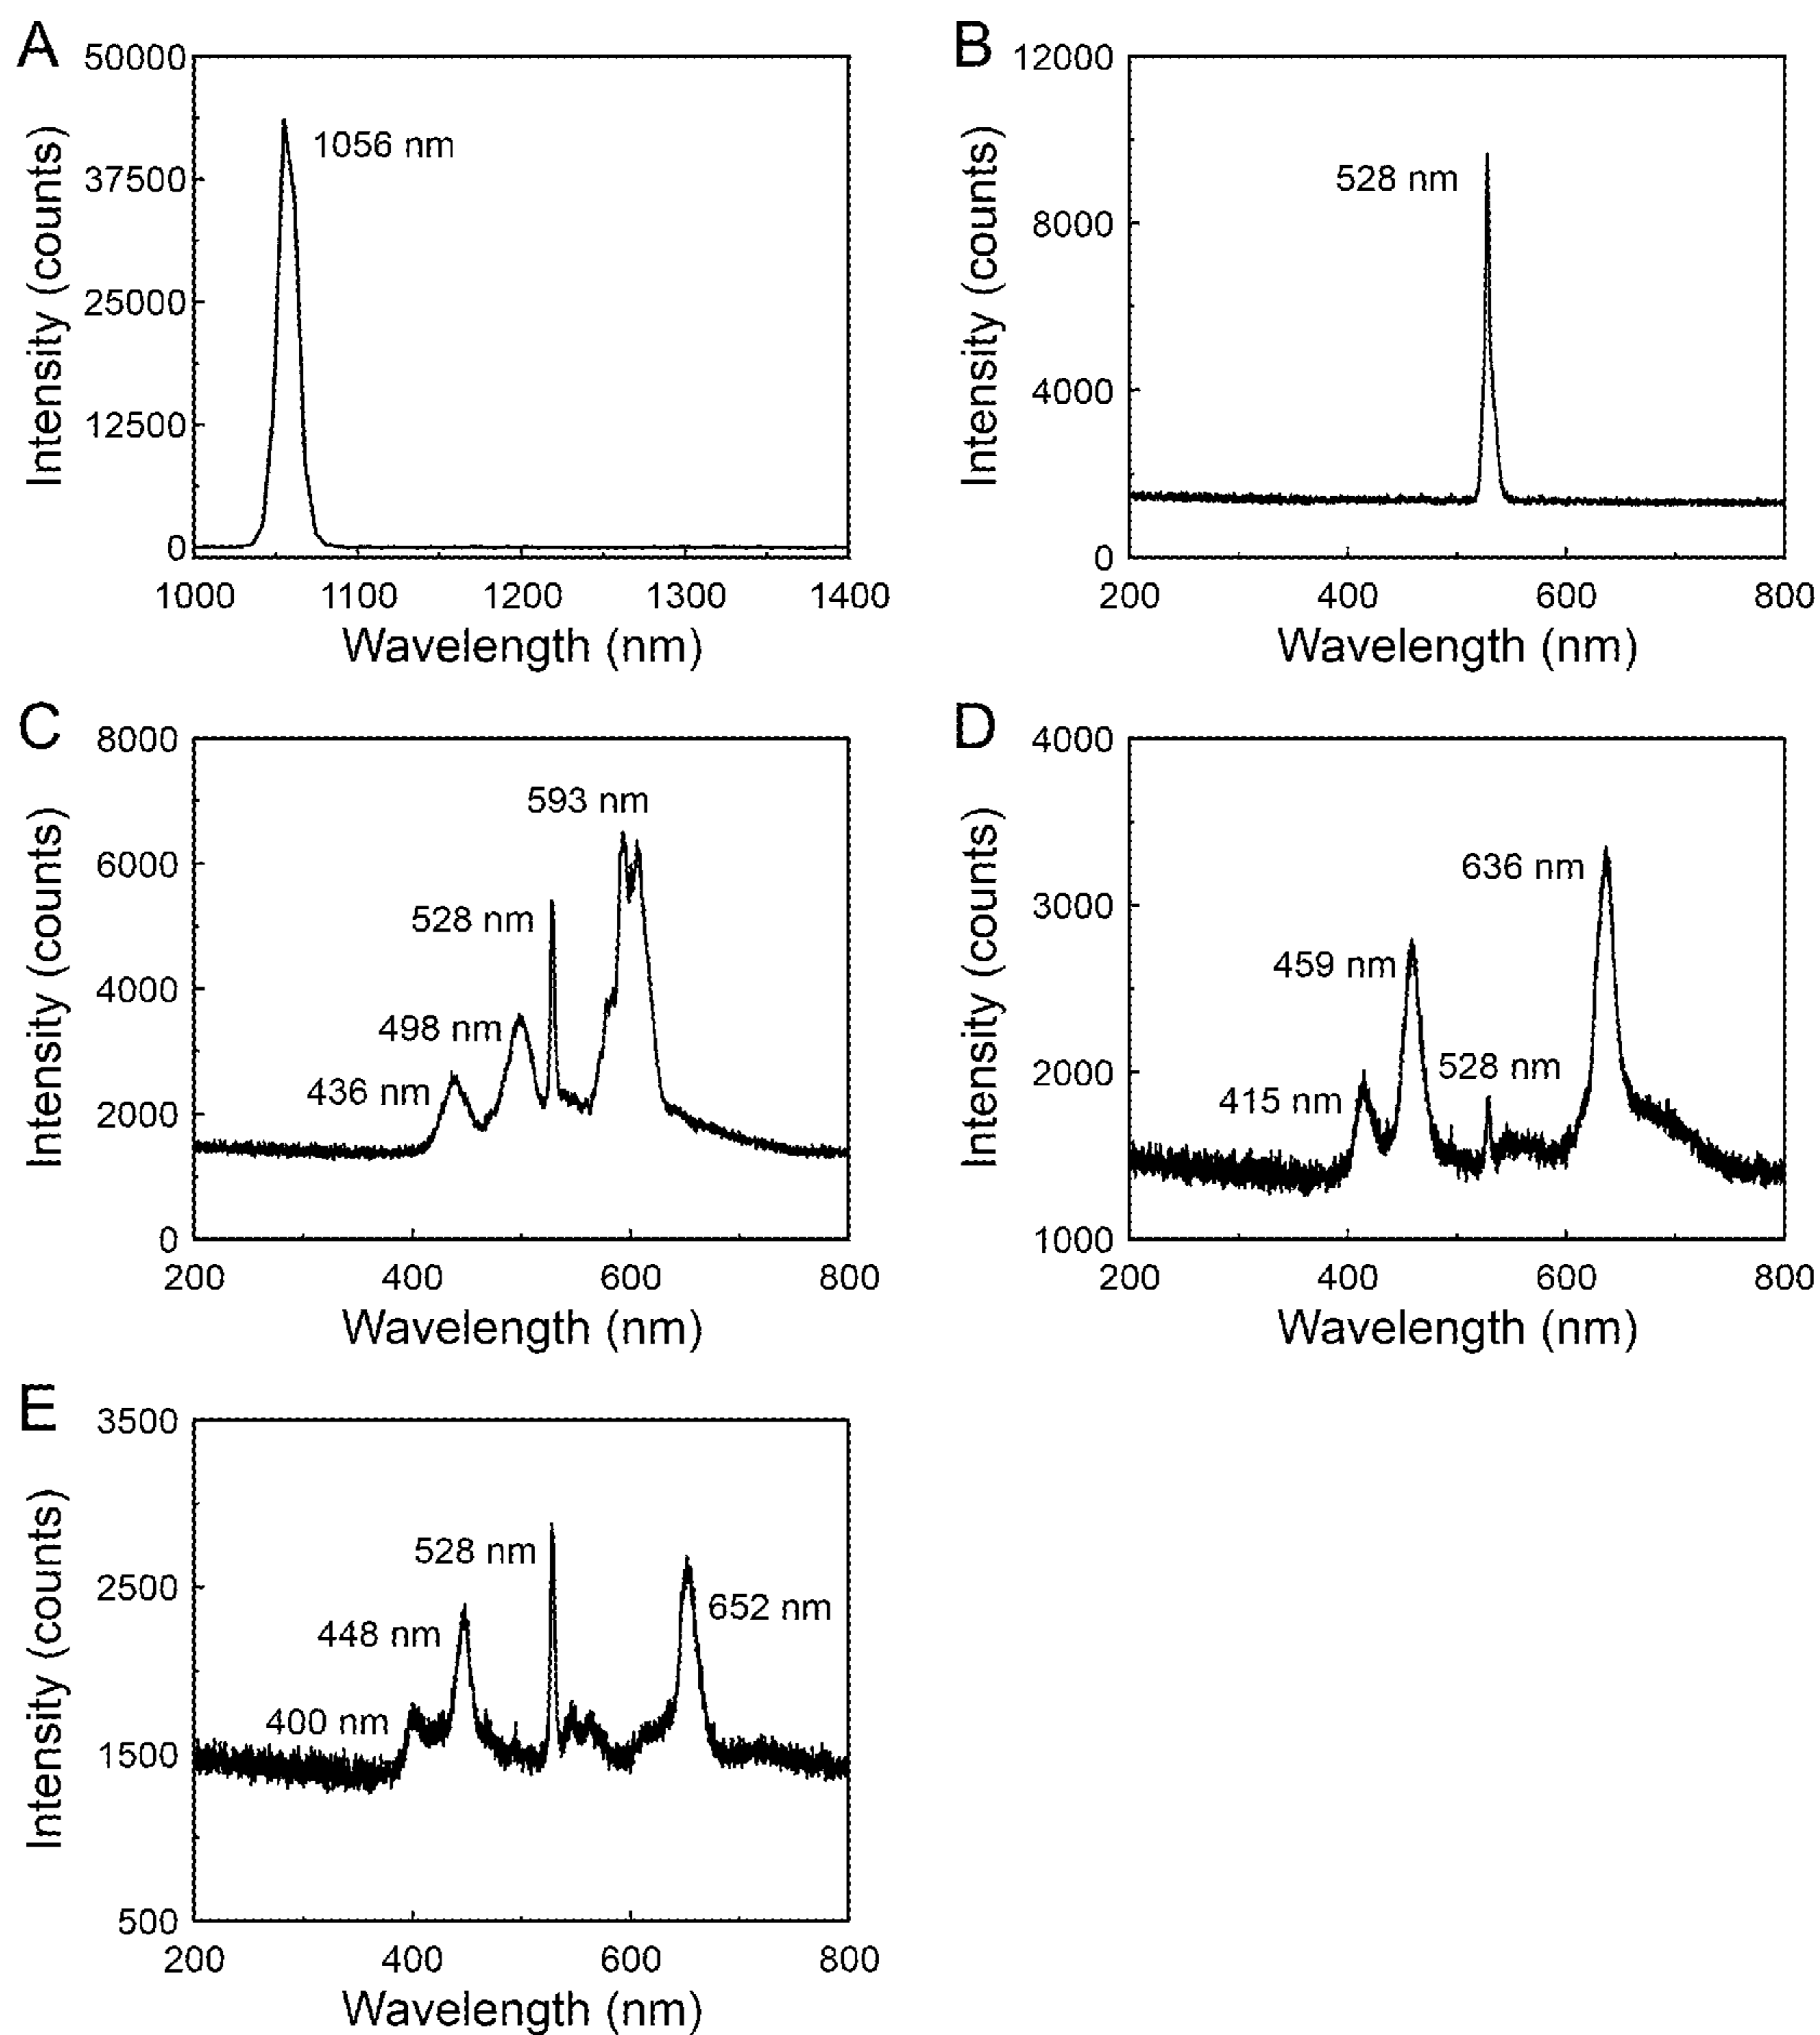 A
50000
37500
25000
12500
0
Intensity (counts)
1056 nm
1000 1100 1200 1300 1400
Wavelength (nm)
B
12000
8000
4000
0
Intensity (counts)
528 nm
200 400 600 800
Wavelength (nm)
C
8000
6000
4000
2000
0
Intensity (counts)
593 nm
528 nm
498 nm
436 nm
200 400 600 800
Wavelength (nm)
D
4000
3000
2000
1000
Intensity (counts)
636 nm
459 nm
528 nm
415 nm
200 400 600 800
Wavelength (nm)
E
3500
2500
1500
500
Intensity (counts)
528 nm
652 nm
448 nm
400 nm
200 400 600 800
Wavelength (nm)